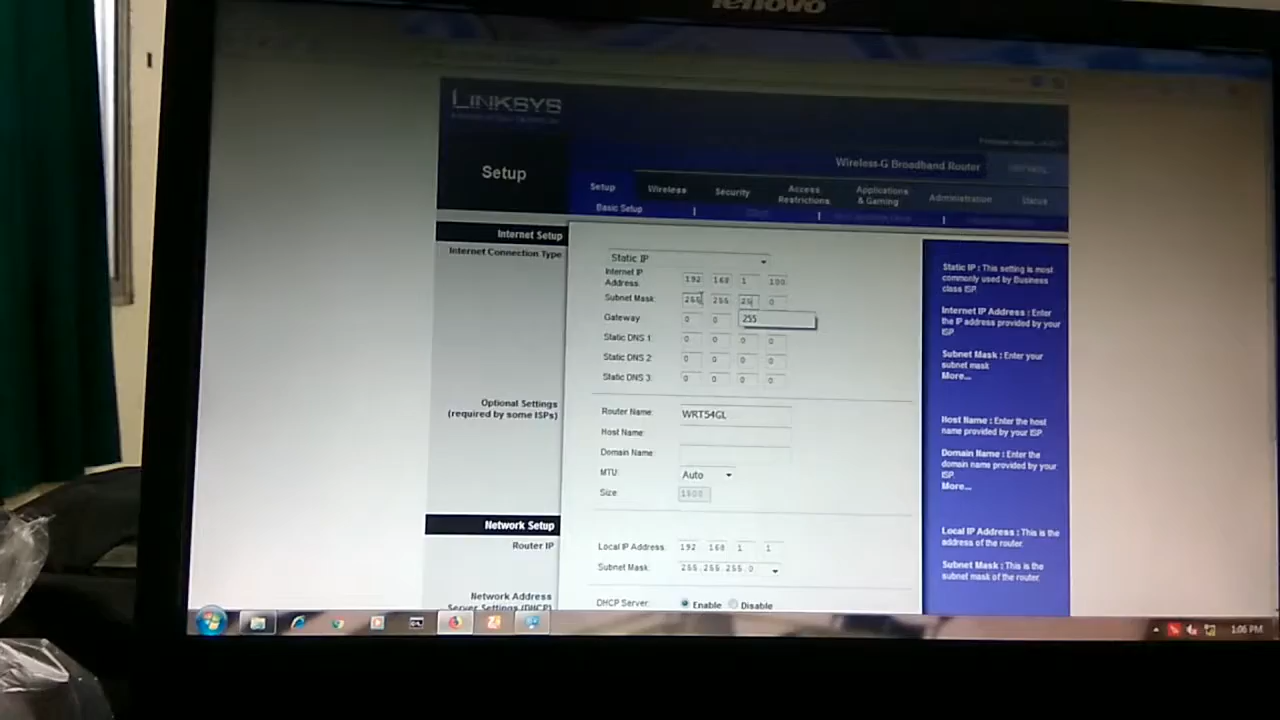 lenovo
LINKSYS
Wireless-G Broadband Router
Setup
Setup Wireless Security Access Restrictions Applications & Gaming Administration Status
Basic Setup
Internet Setup
Internet Connection Type
Static IP
Internet IP Address: 192 168 1 100
Subnet Mask: 255 255 25 0
255
Gateway 0 0
Static DNS 1: 0 0 0 0
Static DNS 2: 0 0 0 0
Static DNS 3: 0 0 0 0
Optional Settings
(required by some ISPs)
Router Name: WRT54GL
Host Name:
Domain Name:
MTU: Auto
Size: 1500
Network Setup
Router IP
Local IP Address: 192 168 1 1
Subnet Mask: 255.255.255.0
Network Address
Server Settings (DHCP)
DHCP Server: Enable Disable
Static IP : This setting is most
commonly used by Business
class ISP.
Internet IP Address : Enter
the IP address provided by your
ISP.
Subnet Mask : Enter your
subnet mask
More...
Host Name : Enter the host
name provided by your ISP.
Domain Name : Enter the
domain name provided by your
ISP.
More...
Local IP Address : This is the
address of the router.
Subnet Mask : This is the
subnet mask of the router.
1:06 PM